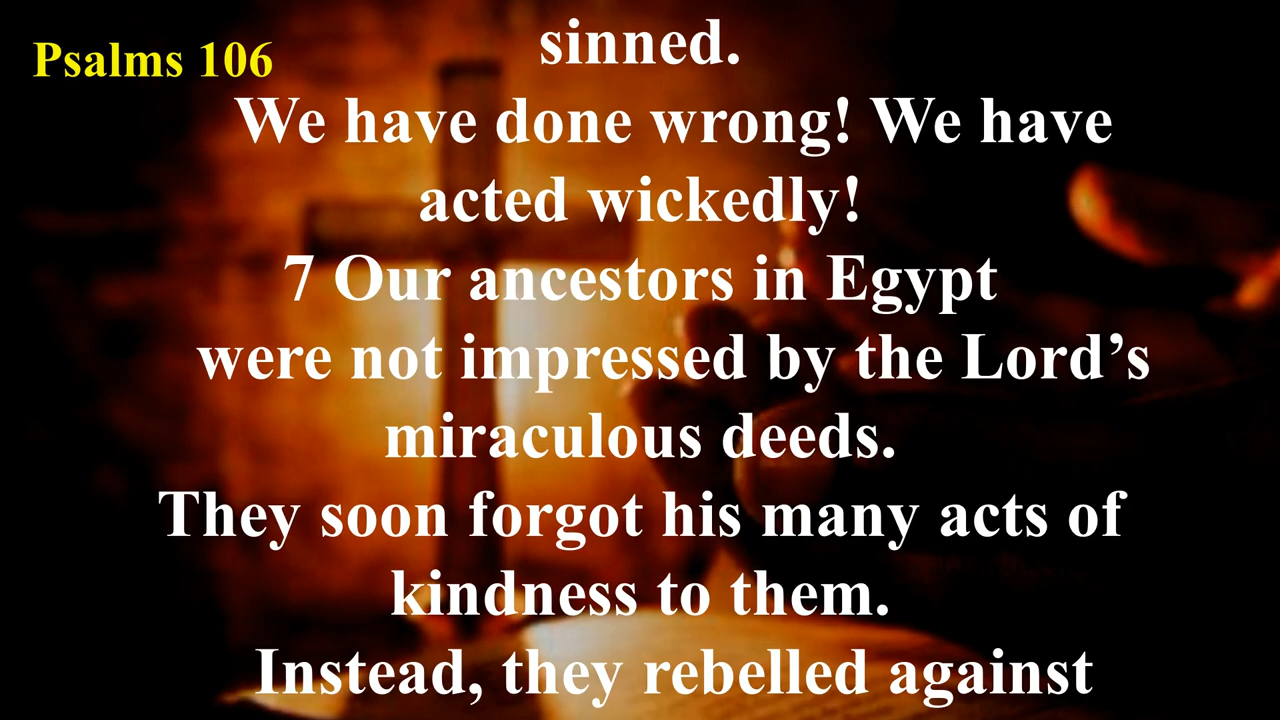 Psalms 106
sinned.
We have done wrong! We have
acted wickedly!
7 Our ancestors in Egypt
were not impressed by the Lord’s
miraculous deeds.
They soon forgot his many acts of
kindness to them.
Instead, they rebelled against